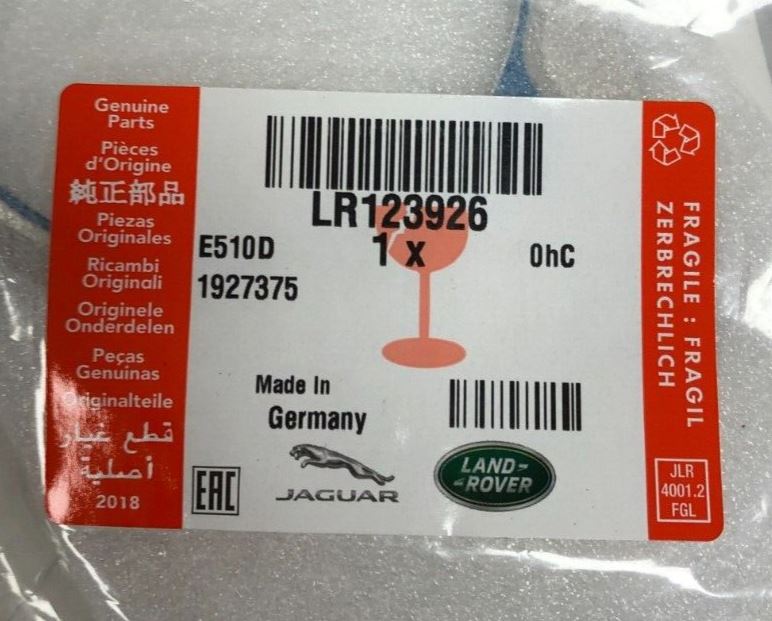 Genuine
Parts
Pièces
d'Origine
純正部品
Piezas
Originales
Ricambi
Originali
Originele
Onderdelen
Peças
Genuinas
Originalteile
قطع غيار
أصلية
2018
LR123926
1 x
E510D
0hC
1927375
Made In
Germany
EAC
JAGUAR
LAND-
-ROVER
FRAGILE : FRAGIL
ZERBRECHLICH
JLR
4001.2
FGL